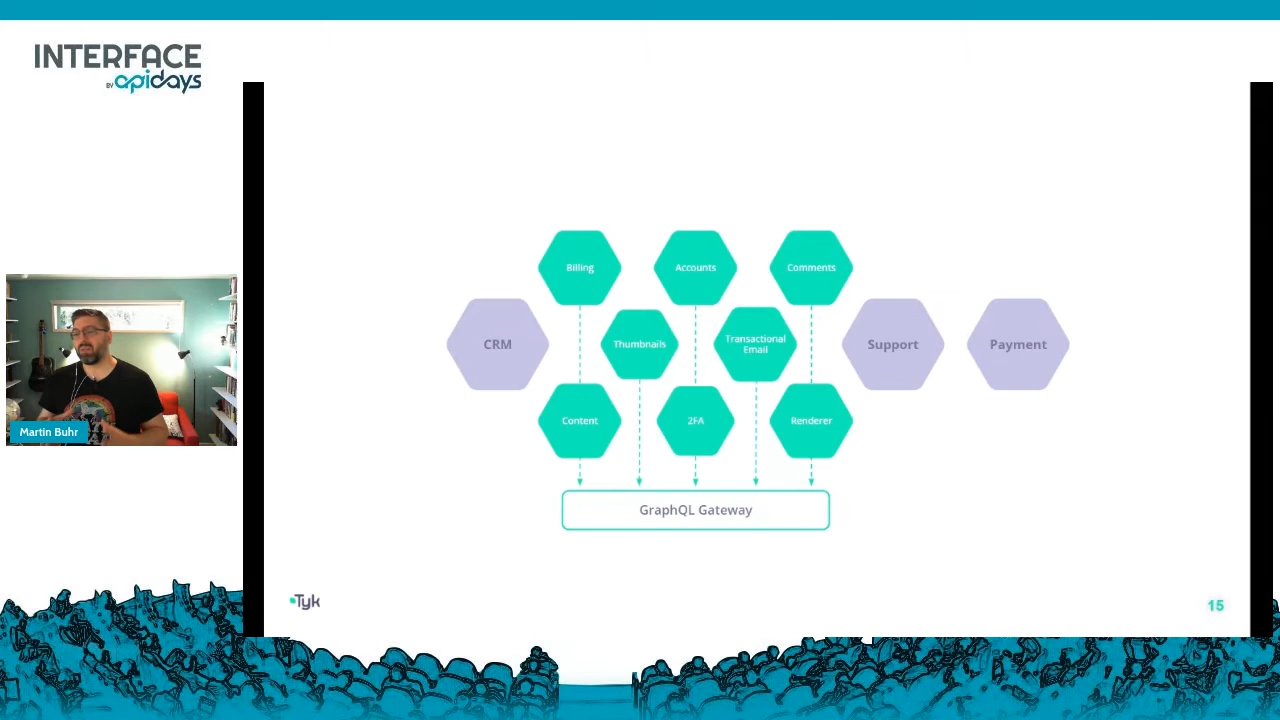 INTERFACE
BY apidays
Billing
Accounts
Comments
CRM
Thumbnails
Transactional
Email
Support
Payment
Content
2FA
Renderer
GraphQL Gateway
Martin Buhr
Tyk
15